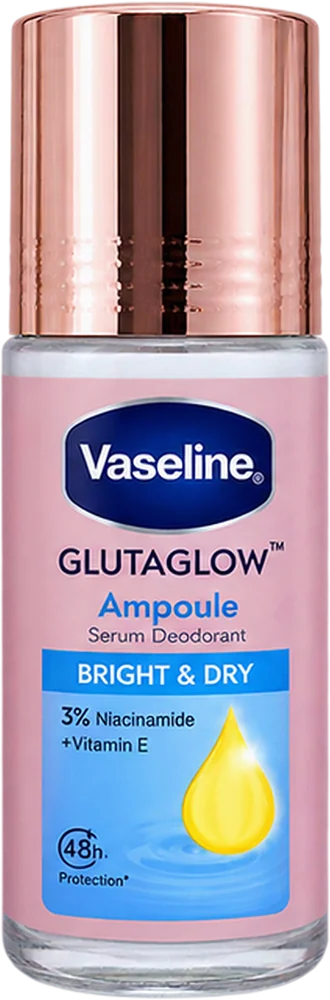 Vaseline®
GLUTAGLOW™
Ampoule
Serum Deodorant
BRIGHT & DRY
3% Niacinamide
+Vitamin E
48h.
Protection*